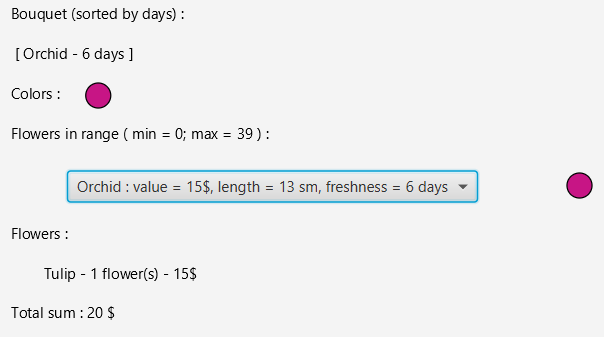 Bouquet (sorted by days) :
[ Orchid - 6 days ]
Colors :
Flowers in range ( min = 0; max = 39 ) :
Orchid : value = 15$, length = 13 sm, freshness = 6 days
Flowers :
Tulip - 1 flower(s) - 15$
Total sum : 20 $